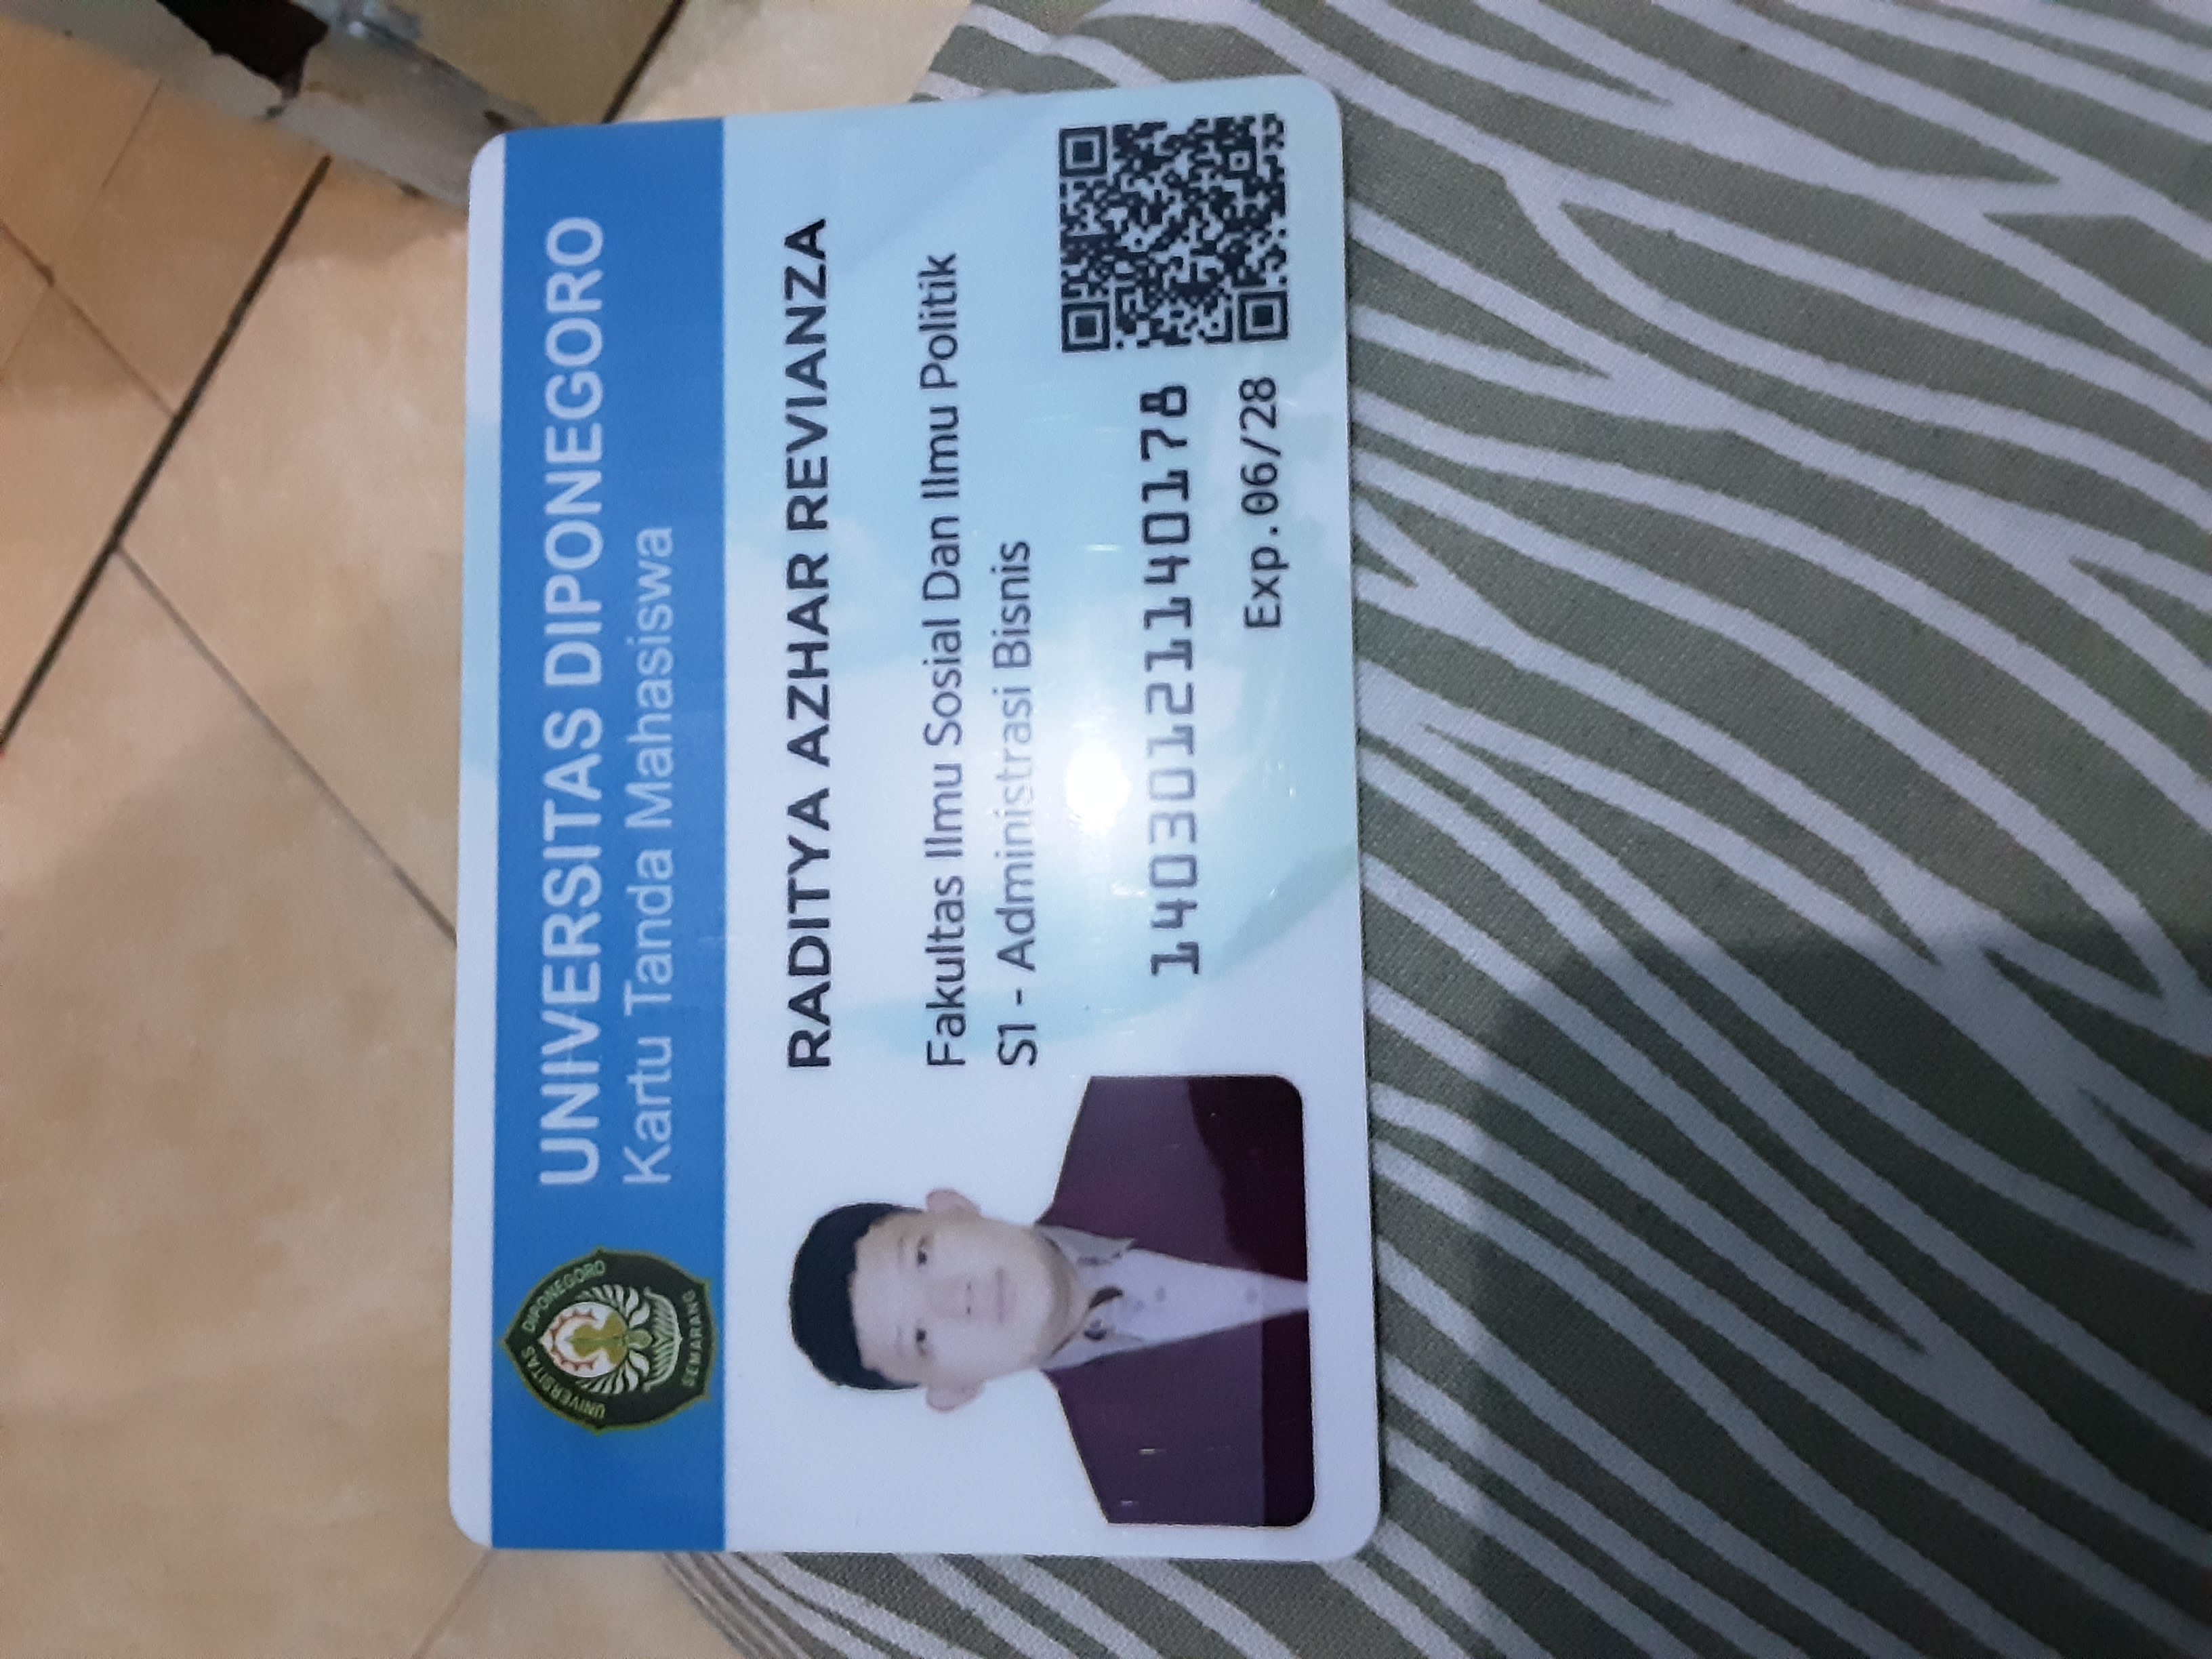 UNIVERSITAS DIPONEGORO
SEMARANG
UNIVERSITAS DIPONEGORO
Kartu Tanda Mahasiswa
RADITYA AZHAR REVIANZA
Fakultas Ilmu Sosial Dan Ilmu Politik
S1 - Administrasi Bisnis
14030121140178
Exp.06/28